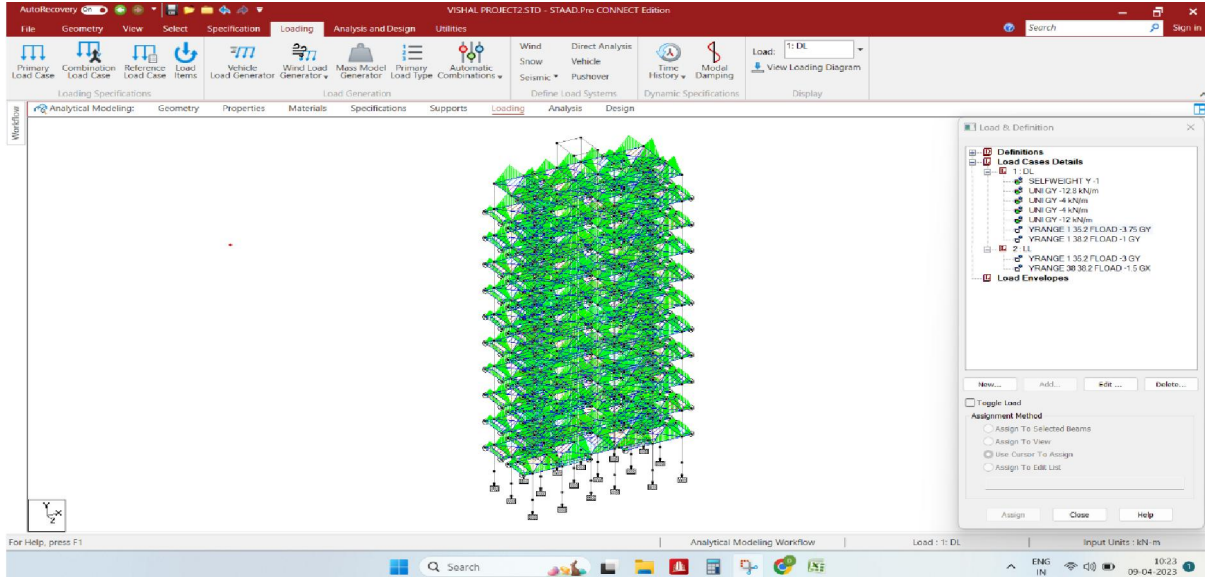 AutoRecovery On VISHAL PROJECT2.STD - STAAD.Pro CONNECT Edition
File Geometry View Select Specification Loading Analysis and Design Utilities Search Sign in
Primary Load Case Combination Load Case Reference Load Case Load Items Vehicle Load Generator Wind Load Generator Mass Model Generator Primary Load Type Automatic Combinations Wind Snow Seismic Direct Analysis Vehicle Pushover Time History Modal Damping Load: 1: DL View Loading Diagram
Loading Specifications Load Generation Define Load Systems Dynamic Specifications Display
Workflow
Analytical Modeling: Geometry Properties Materials Specifications Supports Loading Analysis Design
Load & Definition
Definitions
Load Cases Details
1 : DL
SELFWEIGHT Y -1
UNI GY -12.8 kN/m
UNI GY -4 kN/m
UNI GY -4 kN/m
UNI GY -12 kN/m
YRANGE 1 35.2 FLOAD -3.75 GY
YRANGE 1 38.2 FLOAD -1 GY
2 : LL
YRANGE 1 35.2 FLOAD -3 GY
YRANGE 38 38.2 FLOAD -1.5 GX
Load Envelopes
New... Add... Edit ... Delete...
Toggle Load
Assignment Method
Assign To Selected Beams
Assign To View
Use Cursor To Assign
Assign To Edit List
Assign Close Help
Y X Z
For Help, press F1 Analytical Modeling Workflow Load : 1: DL Input Units : kN-m
Search ENG IN 10:23 09-04-2023